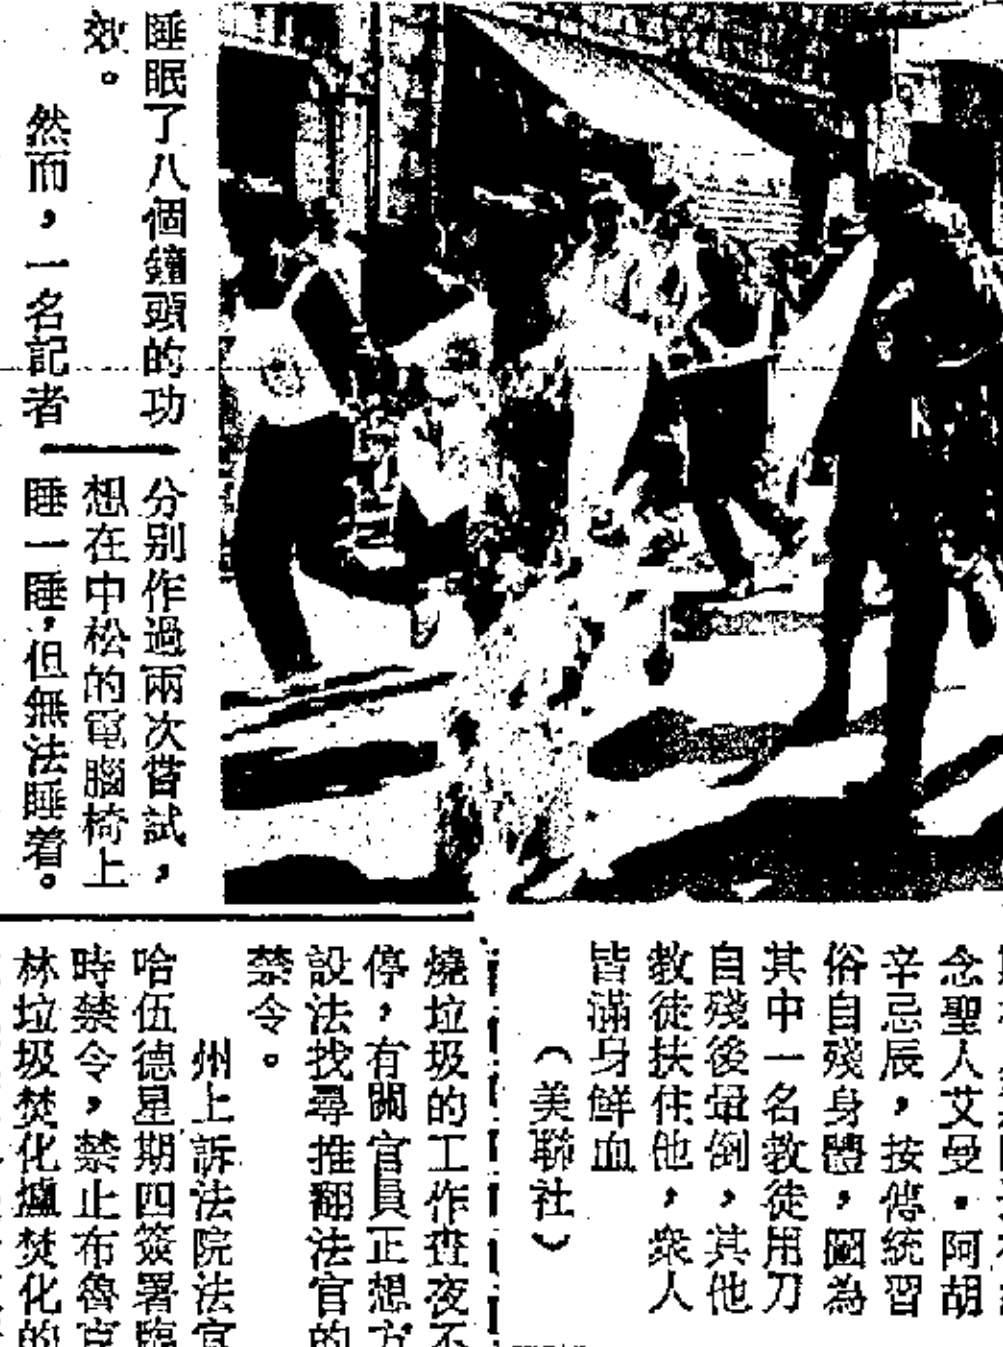 睡眠了八個鐘頭的功
效。
然而，一名記者
分别作過兩次嘗試，
想在中松的電腦椅上
睡一睡，但無法睡着。
念聖人艾曼·阿胡
辛忌辰，按傳統習
俗自殘身體，圖為
其中一名教徒用刀
自殘後暈倒，其他
教徒扶住他，衆人
皆滿身鮮血
（美聯社）
燒垃圾的工作查夜不
停，有關官員正想方
設法找尋推翻法官的
禁令。
州上訴法院法官
哈伍德星期四簽署臨
時禁令，禁止布魯克
林垃圾焚化爐焚化的